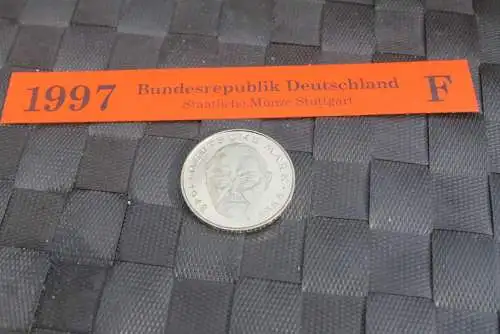 1997 Bundesrepublik Deutschland F
Staatliche Münze Stuttgart